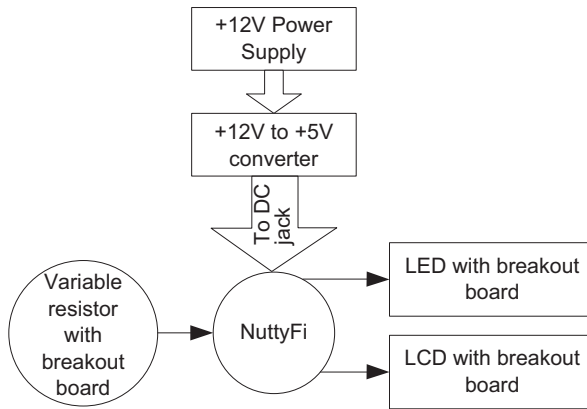 +12V Power
Supply
+12V to +5V
converter
To DC
jack
Variable
resistor
with
breakout
board
NuttyFi
LED with breakout
board
LCD with breakout
board